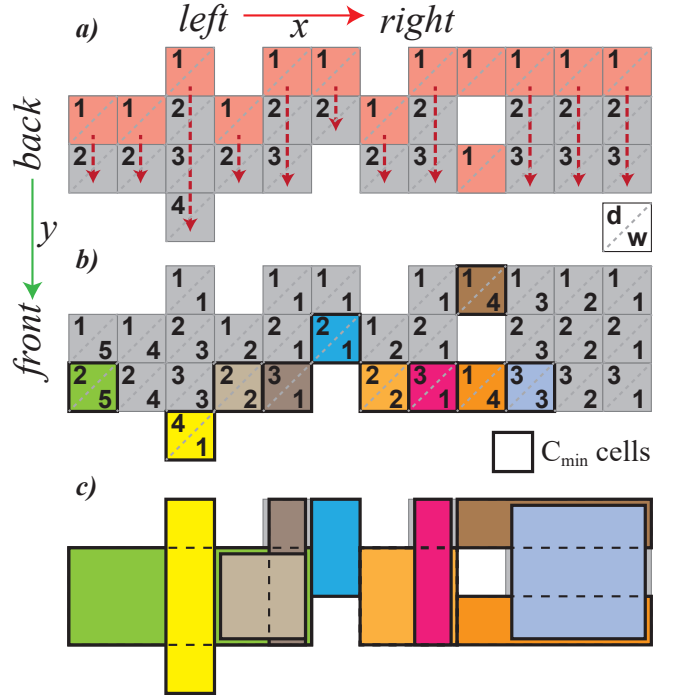 left x right
a)
back
y
front
1 1 1 1 1 1 1 1
1 1 2 1 2 2 1 2 2 2 2
2 2 3 2 3 2 3 1 3 3 3
4
d
w
b)
1 1 1 1 1 1 1 1
1 1 1 1 4 3 2 1
1 1 2 1 2 2 1 2 2 2 2
5 4 3 2 1 1 2 1 3 2 1
2 2 3 2 3 2 3 1 3 3 3
5 4 3 2 1 2 1 4 3 2 1
4
1
Cmin cells
c)